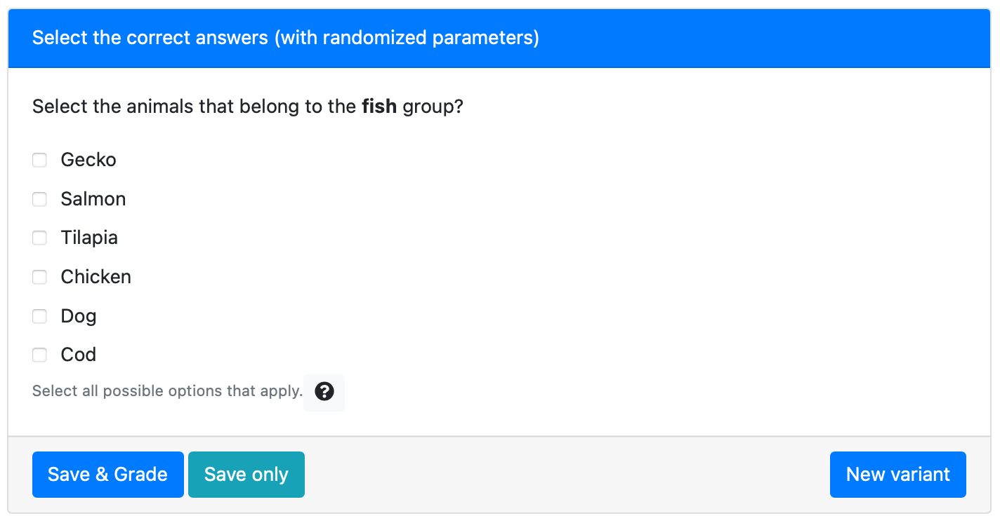 Select the correct answers (with randomized parameters)
Select the animals that belong to the fish group?
Gecko
Salmon
Tilapia
Chicken
Dog
Cod
Select all possible options that apply. ?
Save & Grade Save only New variant